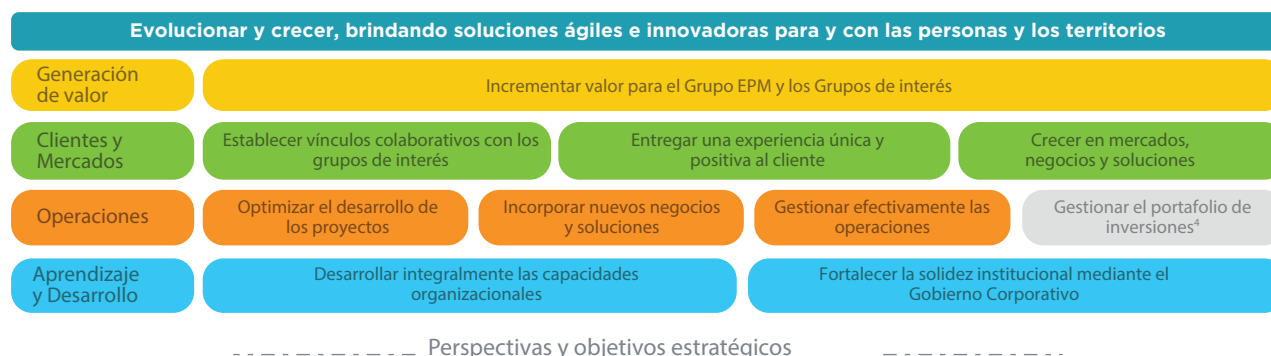 Evolucionar y crecer, brindando soluciones ágiles e innovadoras para y con las personas y los territorios
Generación
de valor
Incrementar valor para el Grupo EPM y los Grupos de interés
Clientes y
Mercados
Establecer vínculos colaborativos con los
grupos de interés
Entregar una experiencia única y
positiva al cliente
Crecer en mercados,
negocios y soluciones
Operaciones
Optimizar el desarrollo de
los proyectos
Incorporar nuevos negocios
y soluciones
Gestionar efectivamente las
operaciones
Gestionar el portafolio de
inversiones⁴
Aprendizaje
y Desarrollo
Desarrollar integralmente las capacidades
organizacionales
Fortalecer la solidez institucional mediante el
Gobierno Corporativo
Perspectivas y objetivos estratégicos